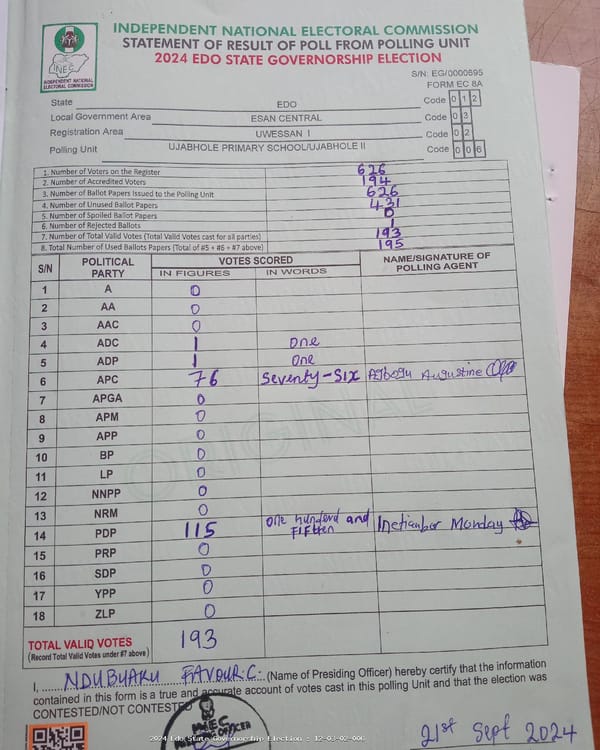 INDEPENDENT NATIONAL ELECTORAL COMMISSION
STATEMENT OF RESULT OF POLL FROM POLLING UNIT
2024 EDO STATE GOVERNORSHIP ELECTION
INEC
INDEPENDENT NATIONAL
ELECTORAL COMMISSION
S/N: EG/0000695
FORM EC 8A
State EDO Code 0 1 2
Local Government Area ESAN CENTRAL Code 0 3
Registration Area UWESSAN I Code 0 2
Polling Unit UJABHOLE PRIMARY SCHOOL/UJABHOLE II Code 0 0 6
1. Number of Voters on the Register 626
2. Number of Accredited Voters 194
3. Number of Ballot Papers Issued to the Polling Unit 626
4. Number of Unused Ballot Papers 431
5. Number of Spoiled Ballot Papers 0
6. Number of Rejected Ballots 1
7. Number of Total Valid Votes (Total Valid Votes cast for all parties) 193
8. Total Number of Used Ballots Papers (Total of #5 + #6 + #7 above) 195
S/N POLITICAL PARTY VOTES SCORED NAME/SIGNATURE OF POLLING AGENT
IN FIGURES IN WORDS
1 A 0
2 AA 0
3 AAC 0
4 ADC 1 One
5 ADP 1 One
6 APC 76 Seventy-Six Augustine
7 APGA 0
8 APM 0
9 APP 0
10 BP 0
11 LP 0
12 NNPP 0
13 NRM 0
14 PDP 115 One hundred and Fifteen Monday
15 PRP 0
16 SDP 0
17 YPP 0
18 ZLP 0
TOTAL VALID VOTES 193
(Record Total Valid Votes under #7 above)
ORIGINAL
I, NDUBUAKU FAVOUR.C. (Name of Presiding Officer) hereby certify that the information
contained in this form is a true and accurate account of votes cast in this polling Unit and that the election was
CONTESTED/NOT CONTESTED
INEC
21st Sept 2024
2024 Edo State Governorship Election : 12-03-02-006